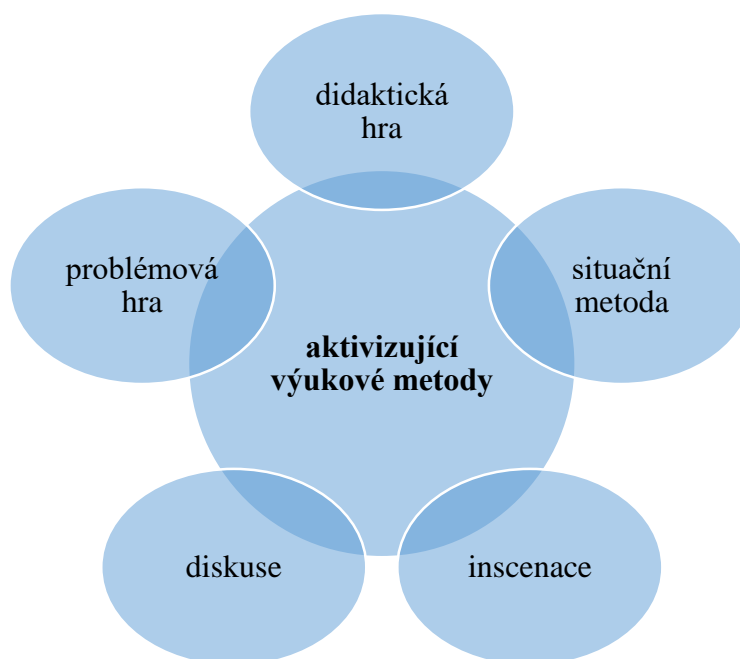 didaktická
hra
problémová
hra
situační
metoda
aktivizující
výukové metody
diskuse
inscenace